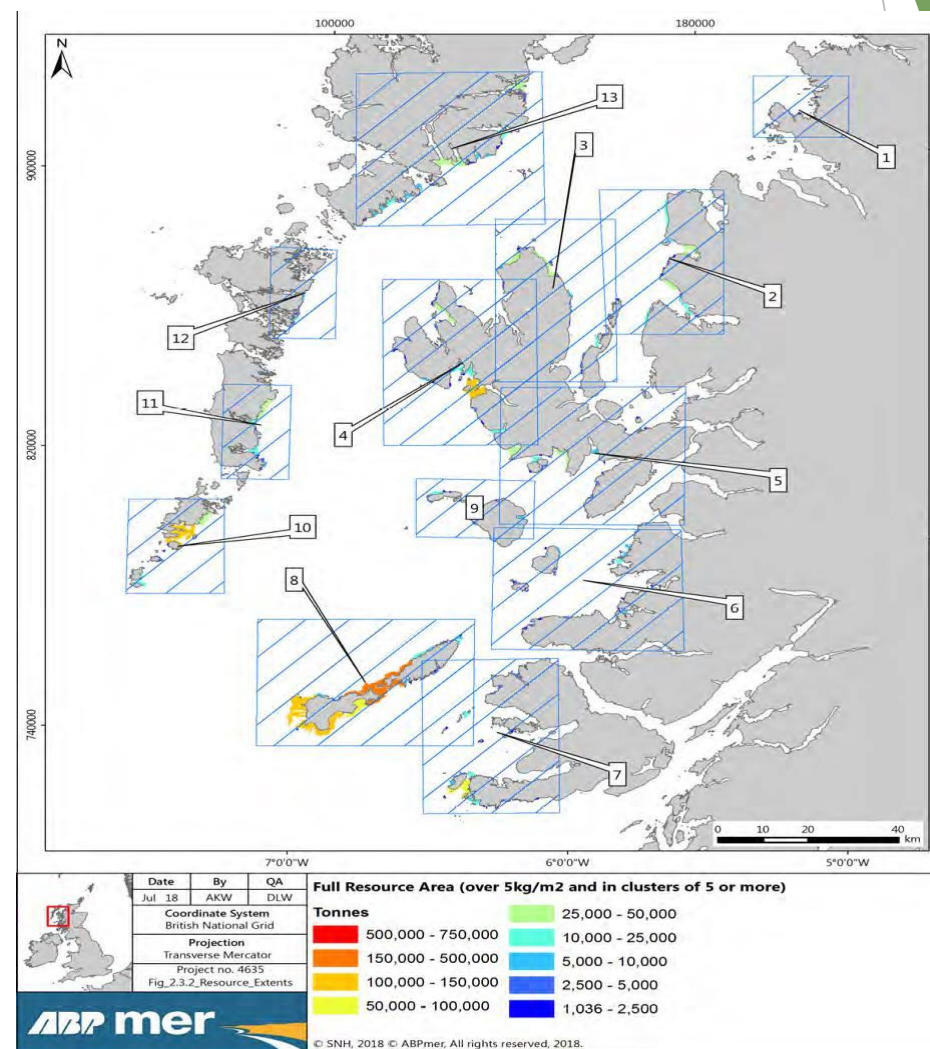 100000
180000
N
900000
820000
740000
13
3
1
2
12
11
4
5
9
10
8
6
7
0 10 20 40
km
7°0'0"W
6°0'0"W
5°0'0"W
Date By QA
Jul 18 AKW DLW
Coordinate System
British National Grid
Projection
Transverse Mercator
Project no. 4635
Fig_2.3.2_Resource_Extents
ABPmer
Full Resource Area (over 5kg/m2 and in clusters of 5 or more)
Tonnes
500,000 - 750,000
150,000 - 500,000
100,000 - 150,000
50,000 - 100,000
25,000 - 50,000
10,000 - 25,000
5,000 - 10,000
2,500 - 5,000
1,036 - 2,500
© SNH, 2018 © ABPmer, All rights reserved, 2018.